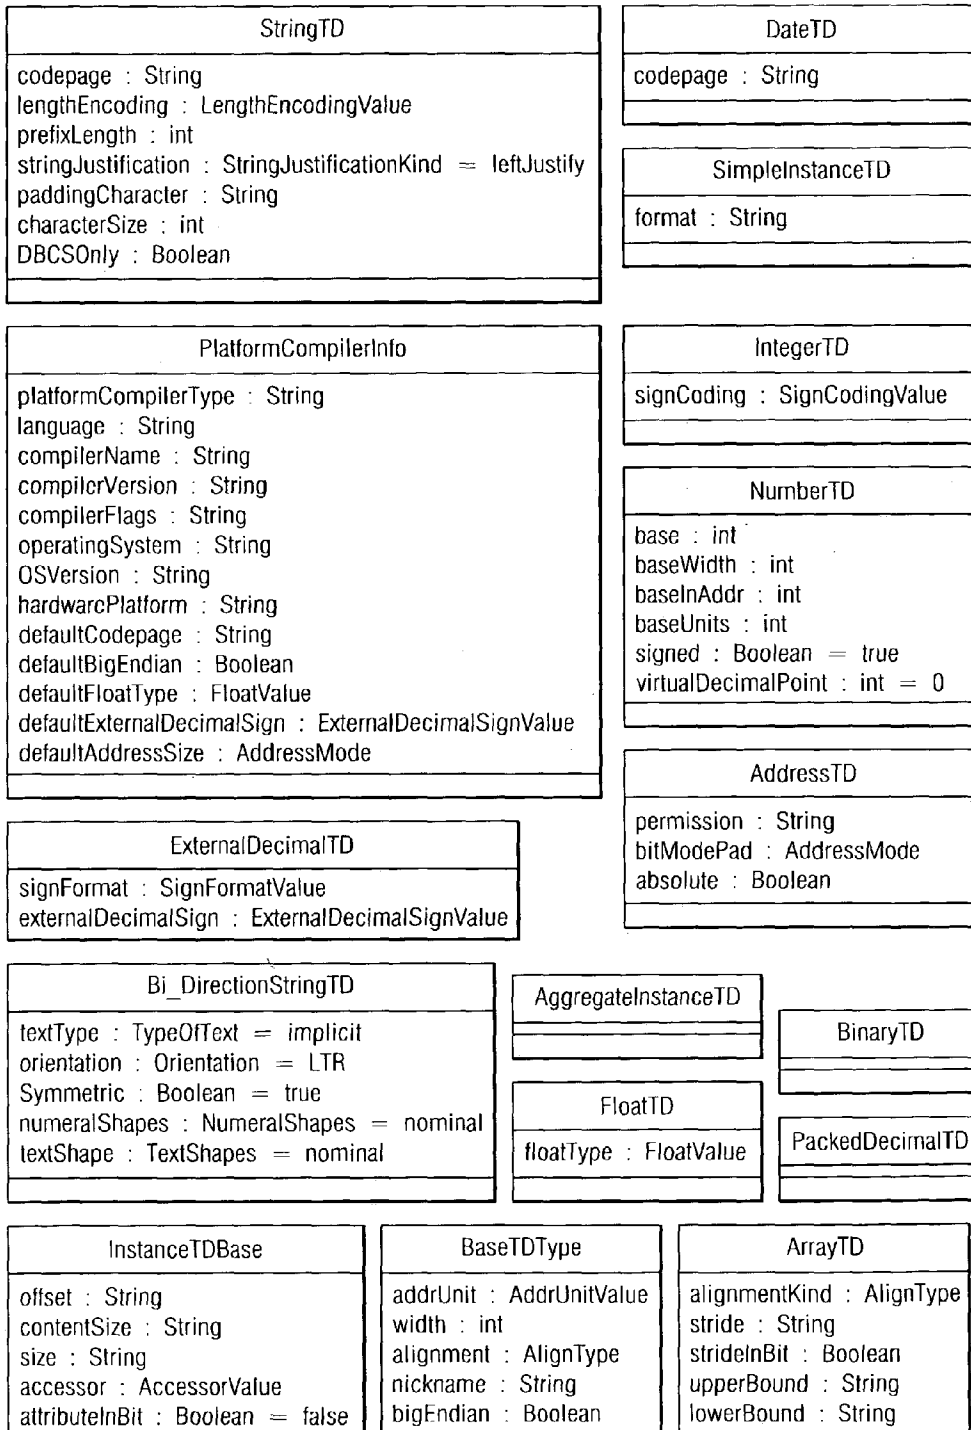 StringTD
codepage : String
lengthEncoding : LengthEncodingValue
prefixLength : int
stringJustification : StringJustificationKind = leftJustify
paddingCharacter : String
characterSize : int
DBCSOnly : Boolean
DateTD
codepage : String
SimpleInstanceTD
format : String
PlatformCompilerInfo
platformCompilerType : String
language : String
compilerName : String
compilerVersion : String
compilerFlags : String
operatingSystem : String
OSVersion : String
hardwarePlatform : String
defaultCodepage : String
defaultBigEndian : Boolean
defaultFloatType : FloatValue
defaultExternalDecimalSign : ExternalDecimalSignValue
defaultAddressSize : AddressMode
IntegerTD
signCoding : SignCodingValue
NumberTD
base : int
baseWidth : int
baseInAddr : int
baseUnits : int
signed : Boolean = true
virtualDecimalPoint : int = 0
AddressTD
permission : String
bitModePad : AddressMode
absolute : Boolean
ExternalDecimalTD
signFormat : SignFormatValue
externalDecimalSign : ExternalDecimalSignValue
Bi_DirectionStringTD
textType : TypeOfText = implicit
orientation : Orientation = LTR
Symmetric : Boolean = true
numeralShapes : NumeralShapes = nominal
textShape : TextShapes = nominal
AggregateInstanceTD
BinaryTD
FloatTD
floatType : FloatValue
PackedDecimalTD
InstanceTDBase
offset : String
contentSize : String
size : String
accessor : AccessorValue
attributeInBit : Boolean = false
BaseTDType
addrUnit : AddrUnitValue
width : int
alignment : AlignType
nickname : String
bigEndian : Boolean
ArrayTD
alignmentKind : AlignType
stride : String
strideInBit : Boolean
upperBound : String
lowerBound : String